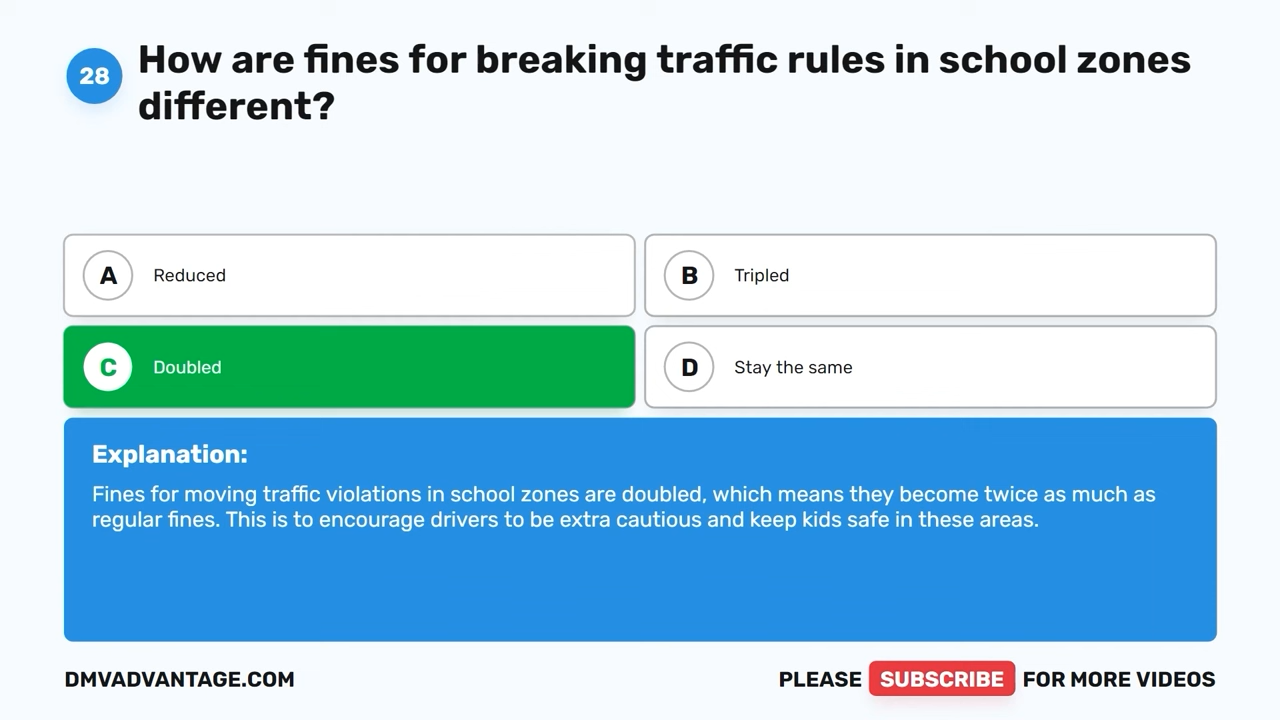 28
How are fines for breaking traffic rules in school zones
different?
A Reduced
B Tripled
C Doubled
D Stay the same
Explanation:
Fines for moving traffic violations in school zones are doubled, which means they become twice as much as
regular fines. This is to encourage drivers to be extra cautious and keep kids safe in these areas.
DMVADVANTAGE.COM
PLEASE SUBSCRIBE FOR MORE VIDEOS